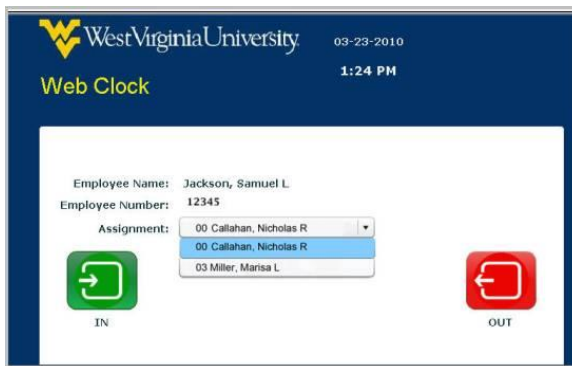 WestVirginiaUniversity. 03-23-2010
1:24 PM
Web Clock
Employee Name: Jackson, Samuel L
Employee Number: 12345
Assignment: 00 Callahan, Nicholas R
00 Callahan, Nicholas R
03 Miller, Marisa L
IN OUT